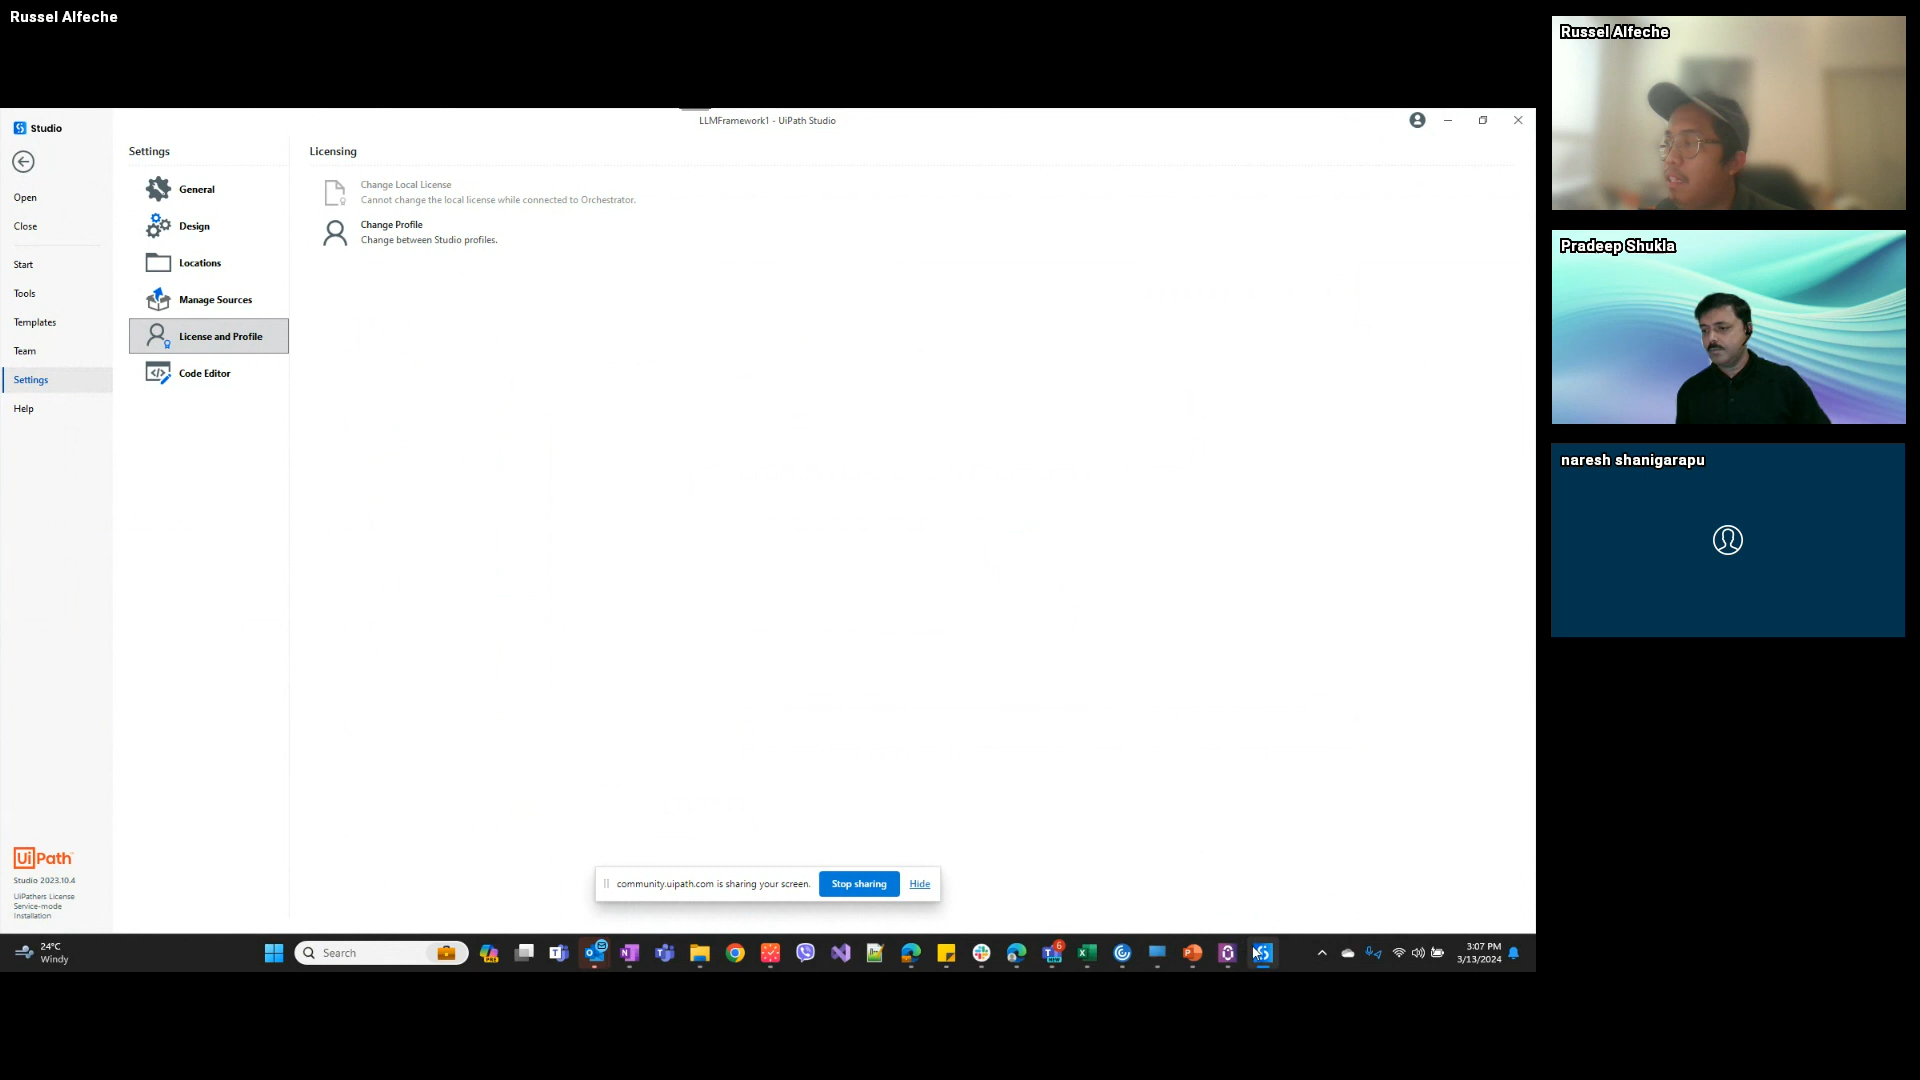 Russel Alfeche
Studio
LLMFramework1 - UiPath Studio
Open
Close
Start
Tools
Templates
Team
Settings
Help
Settings
General
Design
Locations
Manage Sources
License and Profile
Code Editor
Licensing
Change Local License
Cannot change the local license while connected to Orchestrator.
Change Profile
Change between Studio profiles.
UiPath
Studio 2023.10.4
UiPathers License
Service-mode
Installation
community.uipath.com is sharing your screen.
Stop sharing
Hide
24°C
Windy
Search
6
3:07 PM
3/13/2024
Russel Alfeche
Pradeep Shukla
naresh shanigarapu